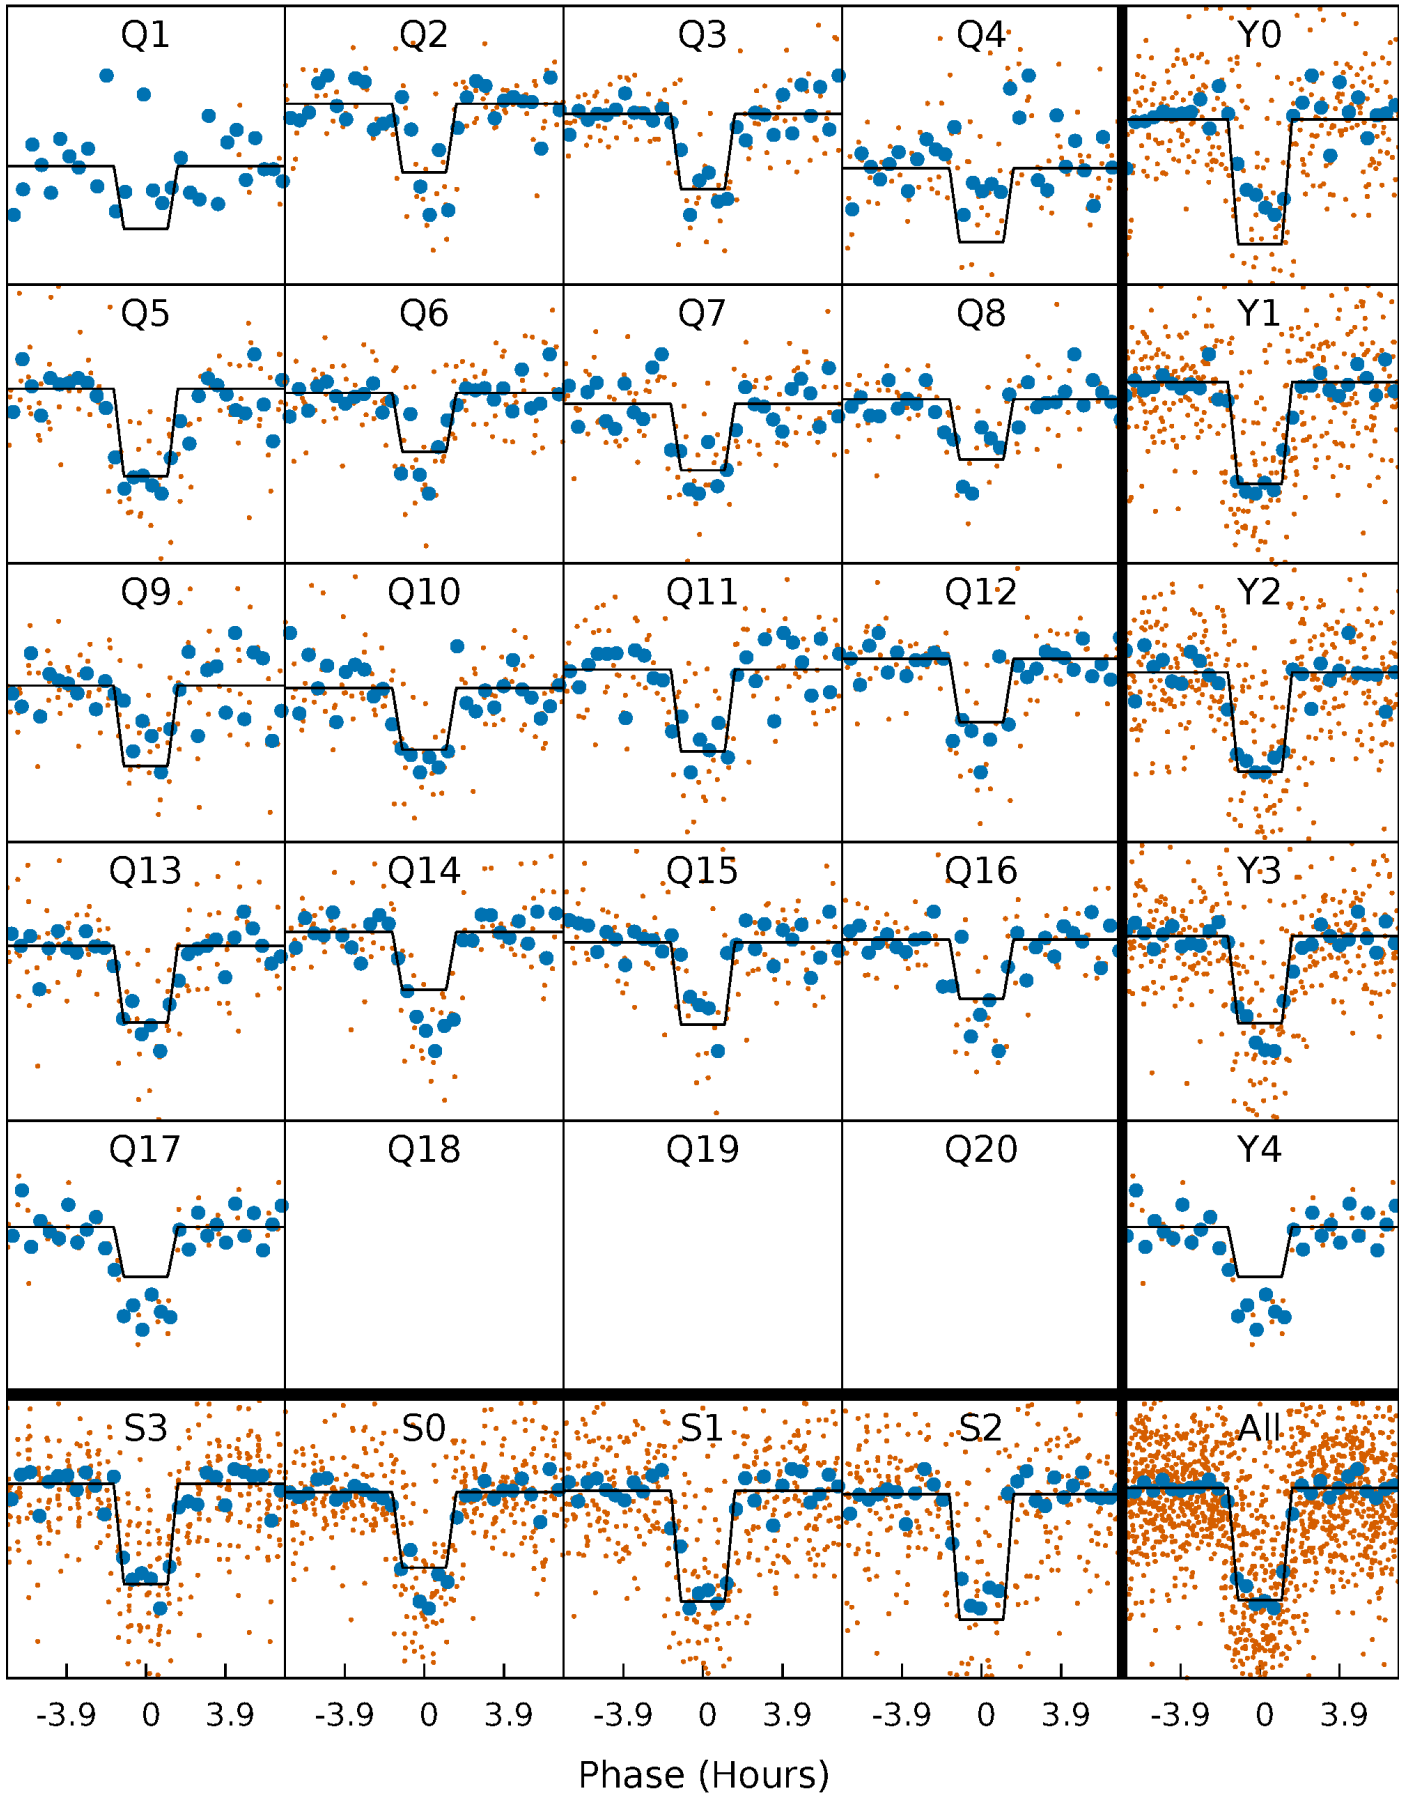 Q1 Q2 Q3 Q4 Y0
Q5 Q6 Q7 Q8 Y1
Q9 Q10 Q11 Q12 Y2
Q13 Q14 Q15 Q16 Y3
Q17 Q18 Q19 Q20 Y4
S3 S0 S1 S2 All
-3.9 0 3.9 -3.9 0 3.9 -3.9 0 3.9 -3.9 0 3.9 -3.9 0 3.9
Phase (Hours)